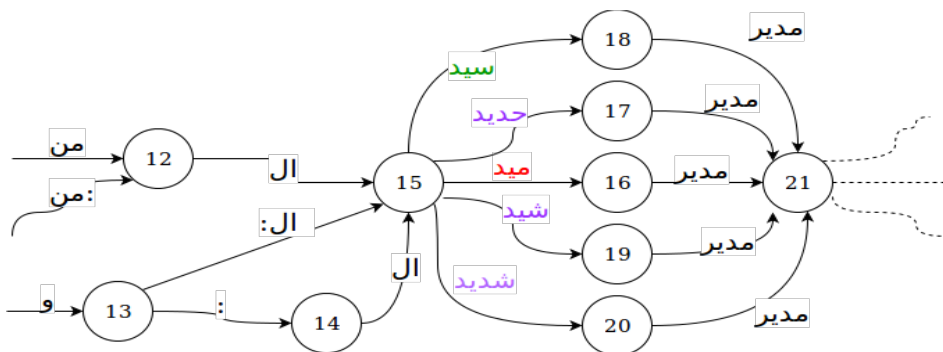 مدير
18
سيد
مدير
17
حديد
من
12
ال
ميد
مدير
16
15
21
من:
شيد
ال:
مدير
19
ال
و
13
:
14
شديد
20
مدير